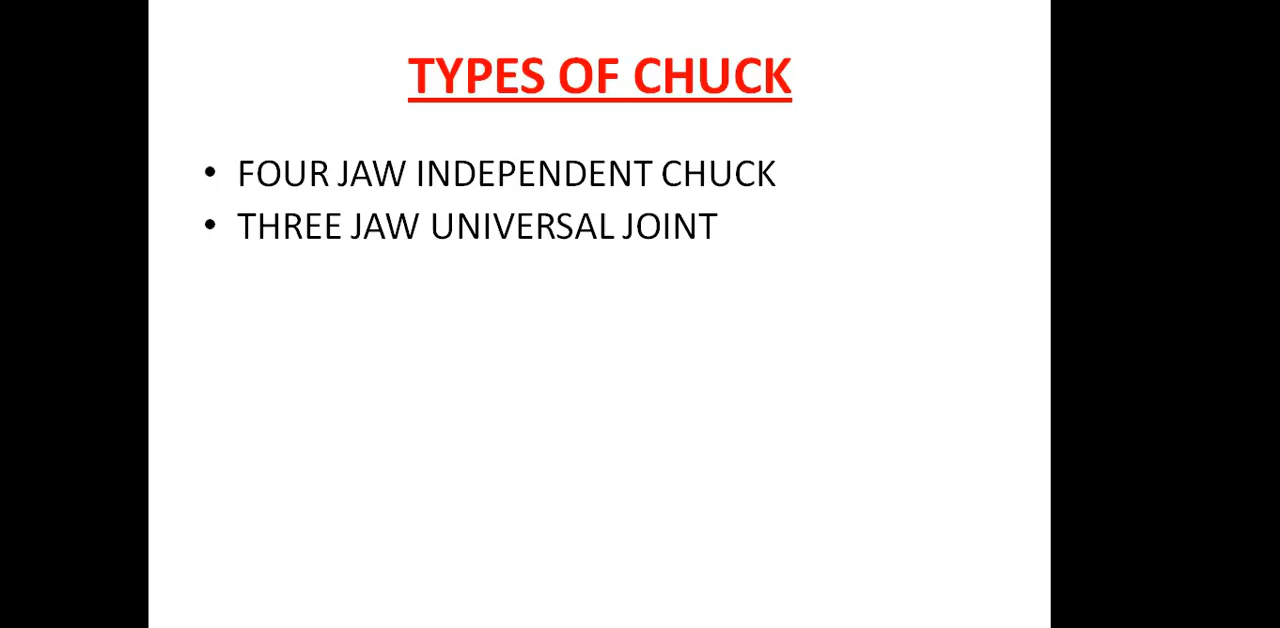 TYPES OF CHUCK
• FOUR JAW INDEPENDENT CHUCK
• THREE JAW UNIVERSAL JOINT